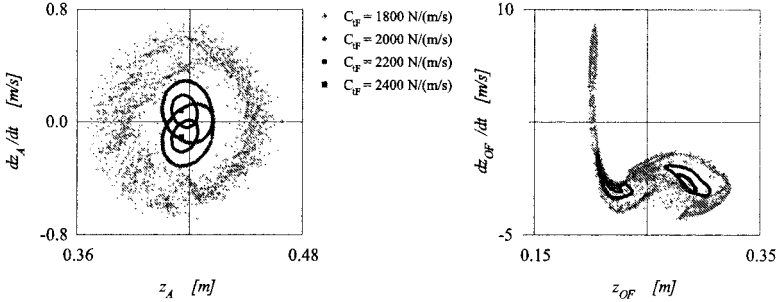 0.8
0.0
-0.8
0.36
0.48
dz_A/dt [m/s]
z_A [m]
C_tF = 1800 N/(m/s)
C_tF = 2000 N/(m/s)
C_tF = 2200 N/(m/s)
C_tF = 2400 N/(m/s)
10
-5
0.15
0.35
dz_OF/dt [m/s]
z_OF [m]